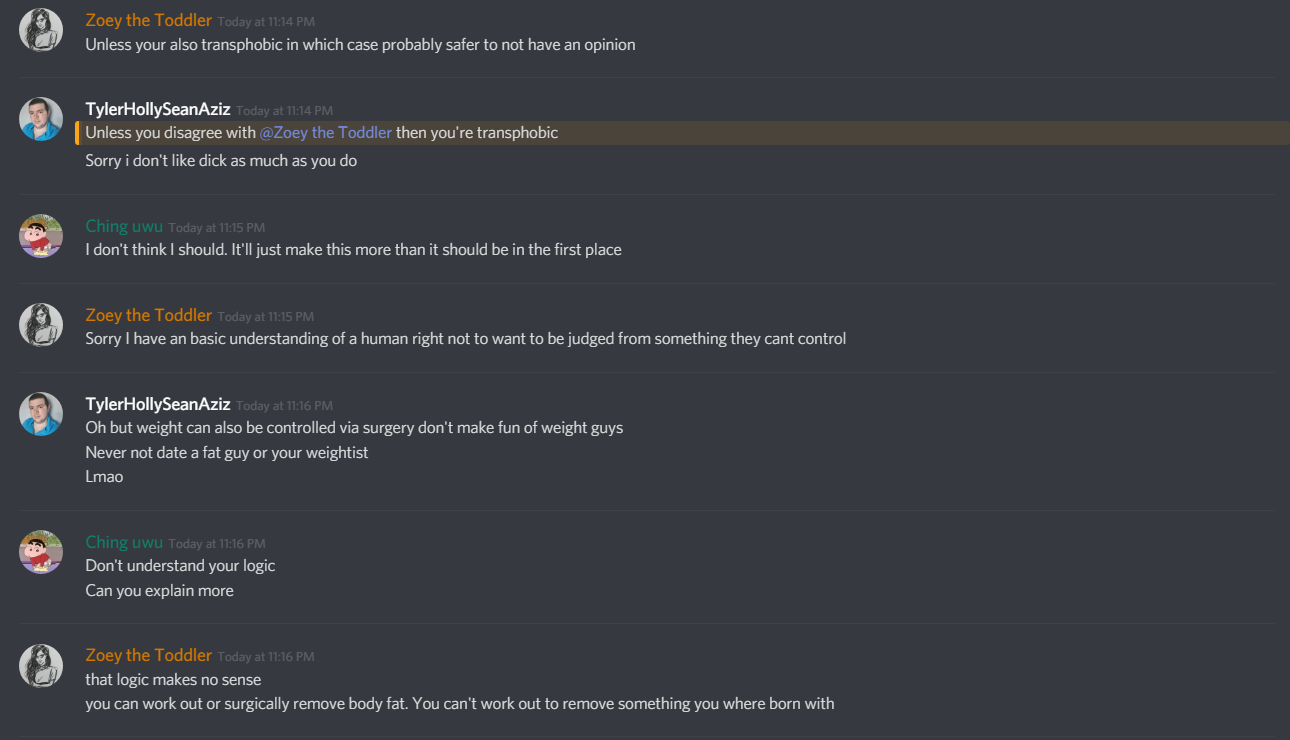 Zoey the Toddler Today at 11:14 PM
Unless your also transphobic in which case probably safer to not have an opinion
TylerHollySeanAziz Today at 11:14 PM
Unless you disagree with @Zoey the Toddler then you're transphobic
Sorry i don't like dick as much as you do
Ching uwu Today at 11:15 PM
I don't think I should. It'll just make this more than it should be in the first place
Zoey the Toddler Today at 11:15 PM
Sorry I have an basic understanding of a human right not to want to be judged from something they cant control
TylerHollySeanAziz Today at 11:16 PM
Oh but weight can also be controlled via surgery don't make fun of weight guys
Never not date a fat guy or your weightist
Lmao
Ching uwu Today at 11:16 PM
Don't understand your logic
Can you explain more
Zoey the Toddler Today at 11:16 PM
that logic makes no sense
you can work out or surgically remove body fat. You can't work out to remove something you where born with